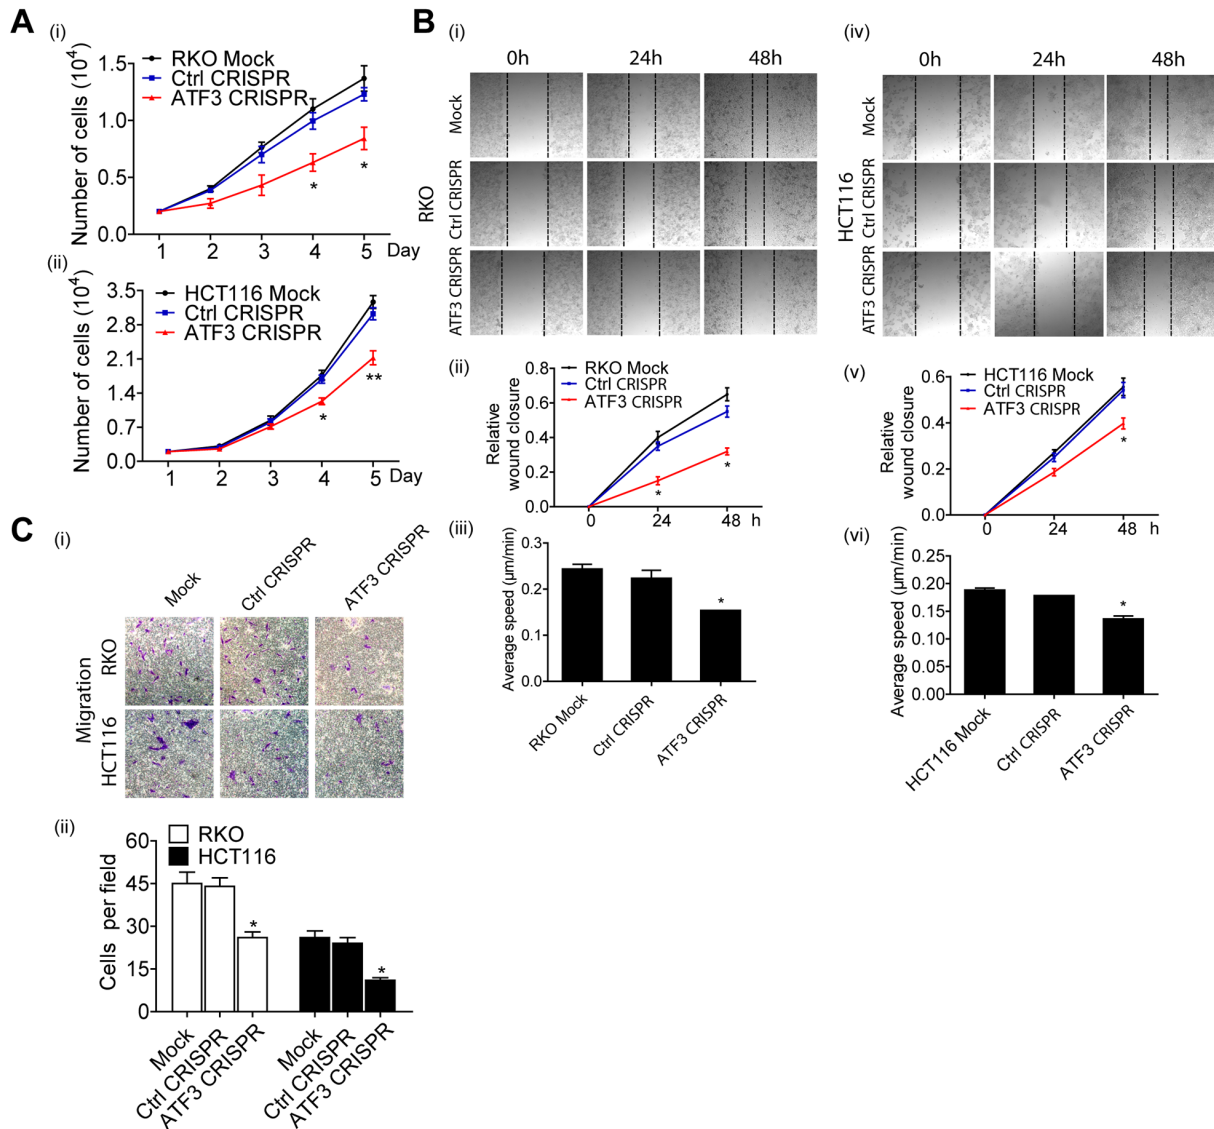 A
(i)
RKO Mock
Ctrl CRISPR
ATF3 CRISPR
Number of cells (10⁴)
1.5
1.0
0.5
0.0
*
*
1 2 3 4 5 Day
(ii)
HCT116 Mock
Ctrl CRISPR
ATF3 CRISPR
Number of cells (10⁴)
3.5
2.8
2.1
1.4
0.7
0.0
*
**
1 2 3 4 5 Day
B
(i)
0h 24h 48h
RKO
Mock
Ctrl CRISPR
ATF3 CRISPR
(ii)
RKO Mock
Ctrl CRISPR
ATF3 CRISPR
Relative
wound closure
0.8
0.6
0.4
0.2
0.0
*
*
0 24 48 h
(iii)
Average speed (μm/min)
0.3
0.2
0.1
0.0
*
RKO Mock
Ctrl CRISPR
ATF3 CRISPR
(iv)
0h 24h 48h
HCT116
Mock
Ctrl CRISPR
ATF3 CRISPR
(v)
HCT116 Mock
Ctrl CRISPR
ATF3 CRISPR
Relative
wound closure
0.6
0.4
0.2
0.0
*
0 24 48 h
(vi)
Average speed (μm/min)
0.25
0.20
0.15
0.10
0.05
0.00
*
HCT116 Mock
Ctrl CRISPR
ATF3 CRISPR
C
(i)
Mock
Ctrl CRISPR
ATF3 CRISPR
Migration
RKO
HCT116
(ii)
RKO
HCT116
Cells per field
60
45
30
15
0
*
*
Mock
Ctrl CRISPR
ATF3 CRISPR
Mock
Ctrl CRISPR
ATF3 CRISPR